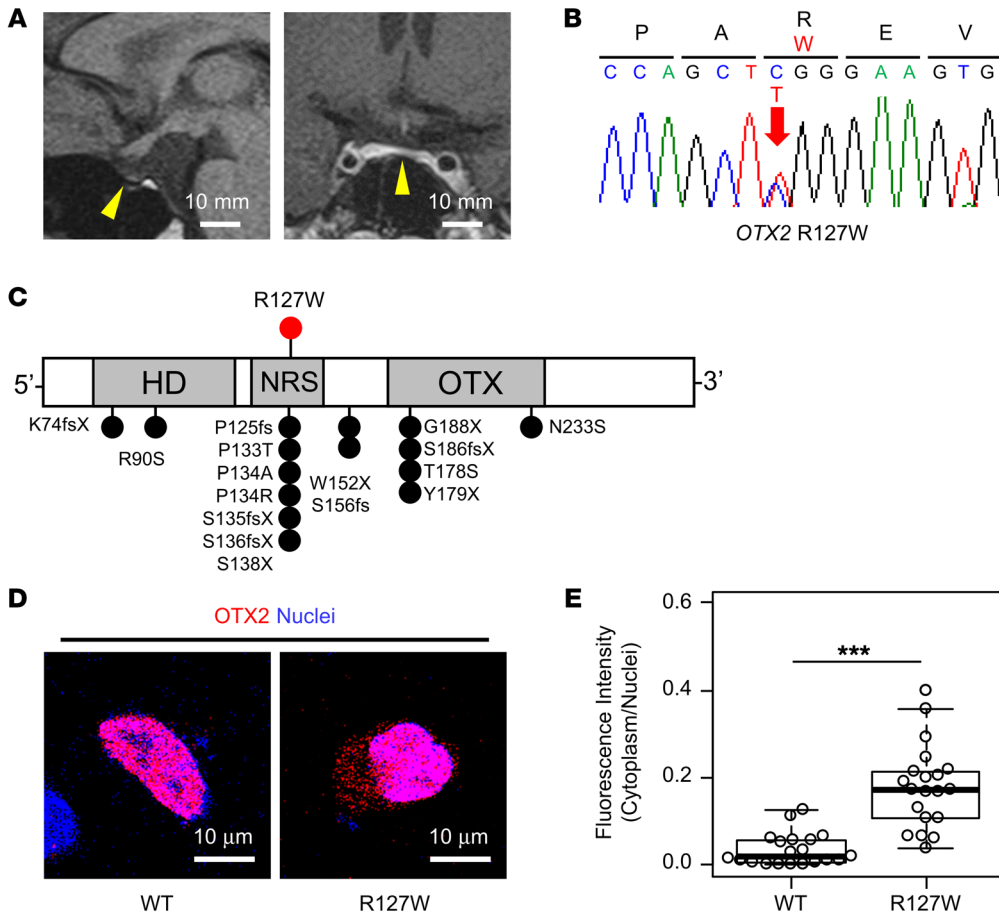 A
10 mm
10 mm
B
P A R E V
W
C C A G C T C G G G A A G T G
T
OTX2 R127W
C
R127W
5’ HD NRS OTX 3’
K74fsX
R90S
P125fs
P133T
P134A
P134R
S135fsX
S136fsX
S138X
W152X
S156fs
G188X
S186fsX
T178S
Y179X
N233S
D
OTX2 Nuclei
10 μm
10 μm
WT
R127W
E
Fluorescence Intensity
(Cytoplasm/Nuclei)
0.6
0.4
0.2
0.0
***
WT
R127W